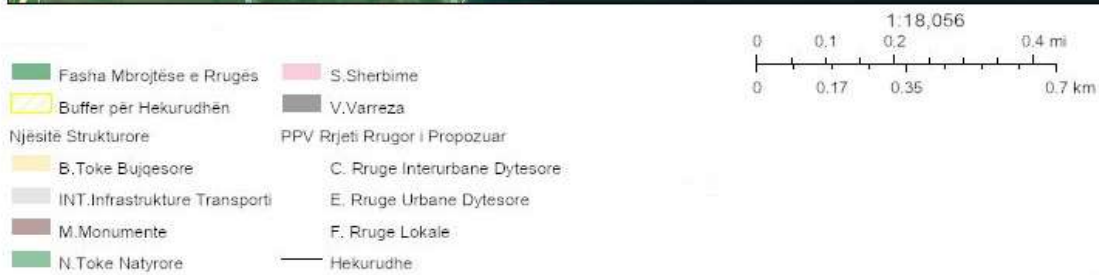 1:18,056
0 0.1 0.2 0.4 mi
0 0.17 0.35 0.7 km
Fasha Mbrojtëse e Rrugës
Buffer për Hekurudhën
Njësitë Strukturore
B.Toke Bujqesore
INT.Infrastrukture Transporti
M.Monumente
N.Toke Natyrore
S.Sherbime
V.Varreza
PPV Rrjeti Rrugor i Propozuar
C. Rruge Interurbane Dytesore
E. Rruge Urbane Dytesore
F. Rruge Lokale
Hekurudhe